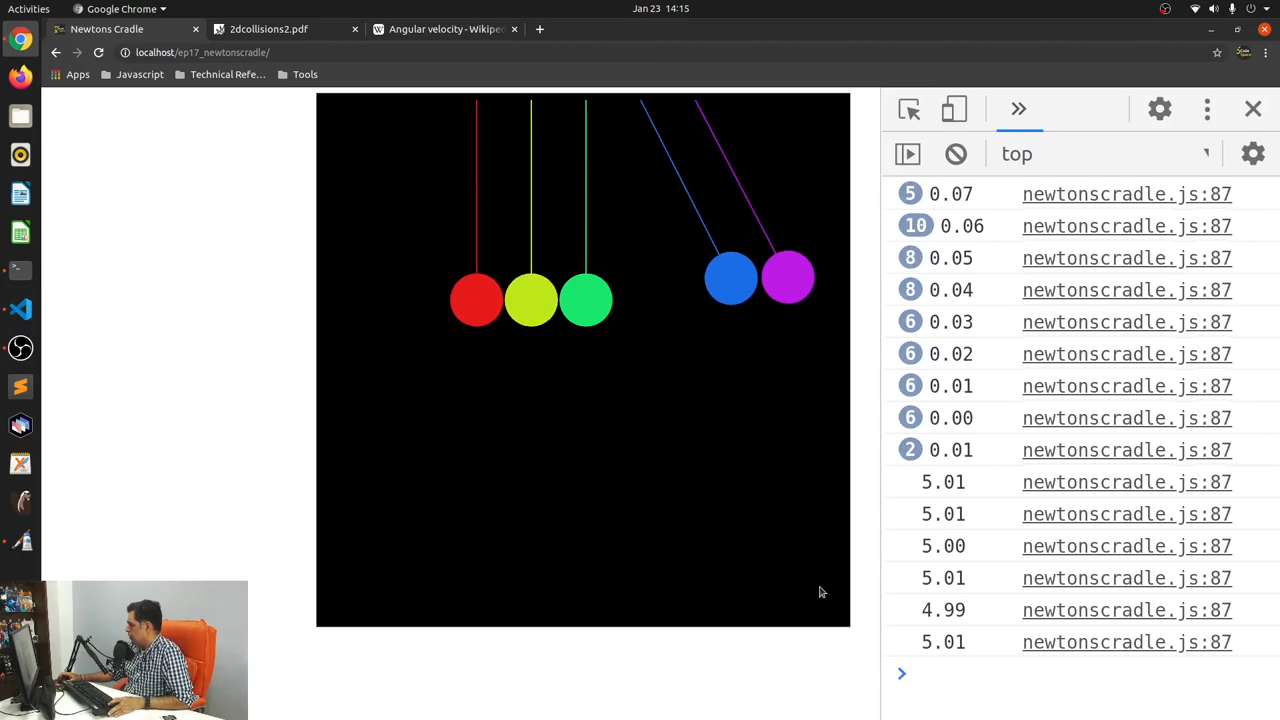 Activities
Google Chrome
Jan 23 14:15
Newtons Cradle
2dcollisions2.pdf
Angular velocity - Wikiped
localhost/ep17_newtonscradle/
Apps
Javascript
Technical Refe…
Tools
top
5 0.07 newtonscradle.js:87
10 0.06 newtonscradle.js:87
8 0.05 newtonscradle.js:87
8 0.04 newtonscradle.js:87
6 0.03 newtonscradle.js:87
6 0.02 newtonscradle.js:87
6 0.01 newtonscradle.js:87
6 0.00 newtonscradle.js:87
2 0.01 newtonscradle.js:87
5.01 newtonscradle.js:87
5.01 newtonscradle.js:87
5.00 newtonscradle.js:87
5.01 newtonscradle.js:87
4.99 newtonscradle.js:87
5.01 newtonscradle.js:87